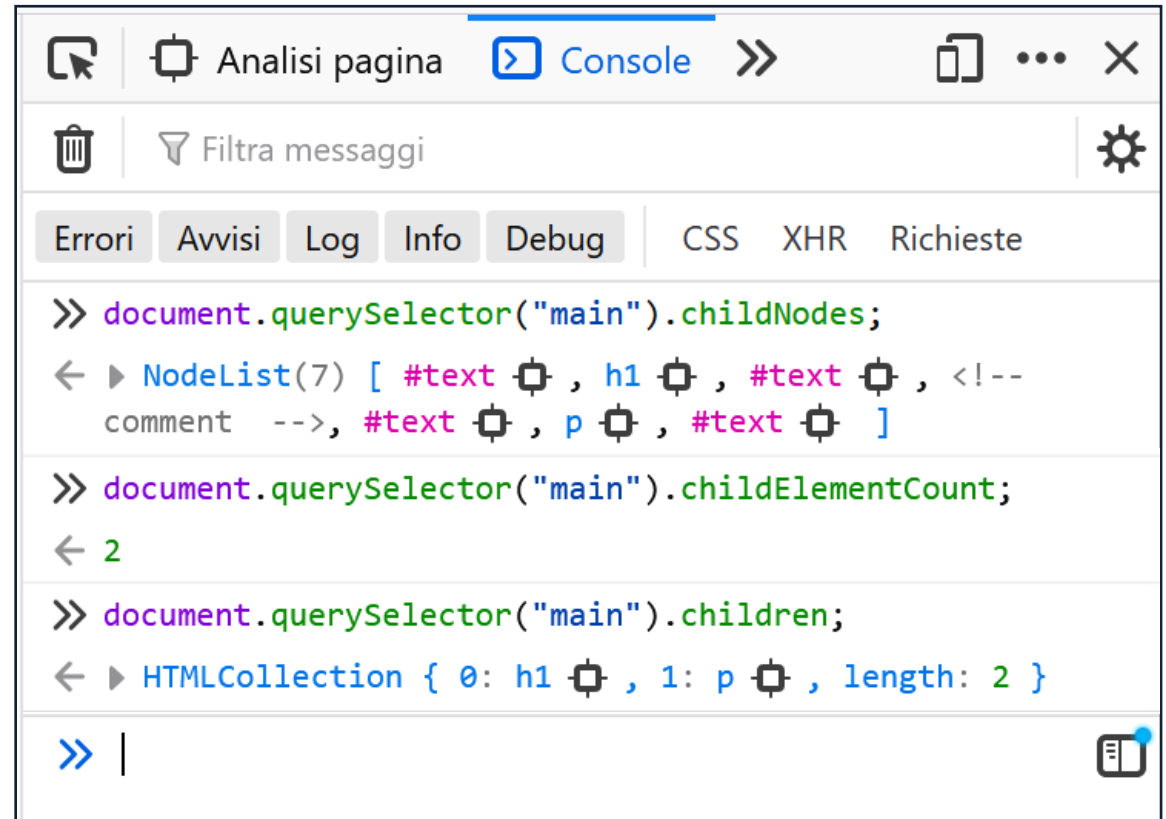 Analisi pagina Console
Filtra messaggi
Errori Avvisi Log Info Debug CSS XHR Richieste
document.querySelector("main").childNodes;
NodeList(7) [ #text , h1 , #text , <!--
comment -->, #text , p , #text ]
document.querySelector("main").childElementCount;
2
document.querySelector("main").children;
HTMLCollection { 0: h1 , 1: p , length: 2 }